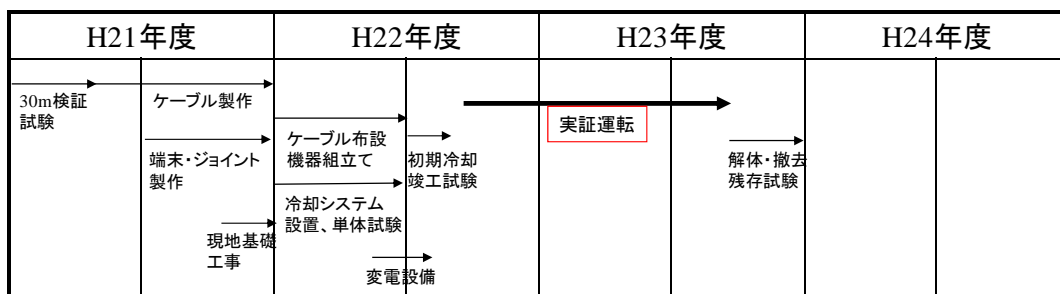 H21年度
H22年度
H23年度
H24年度
30m検証
試験
ケーブル製作
端末・ジョイント
製作
現地基礎
工事
ケーブル布設
機器組立て
冷却システム
設置、単体試験
変電設備
初期冷却
竣工試験
実証運転
解体・撤去
残存試験